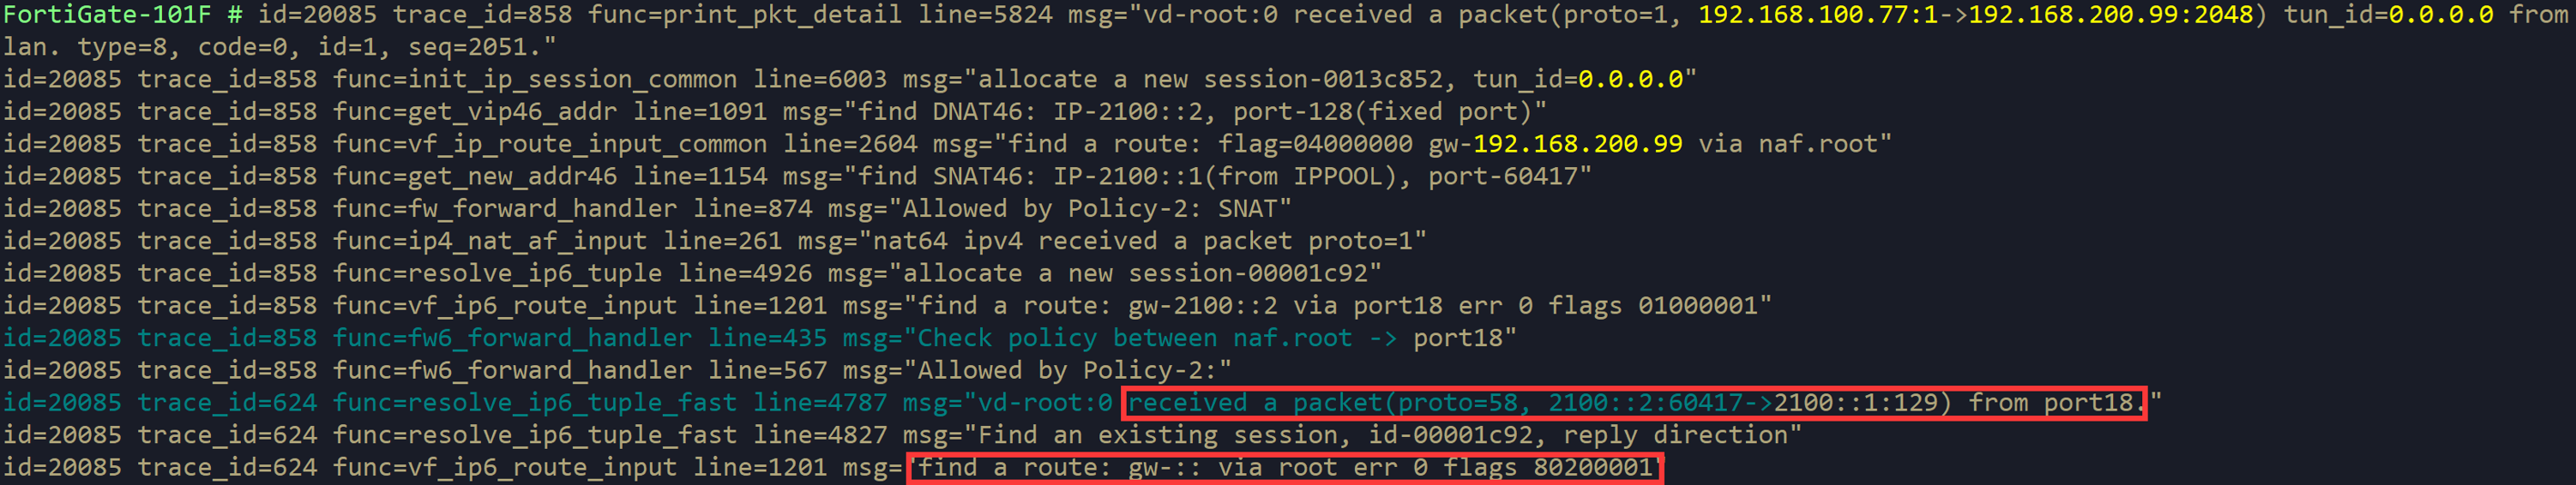 FortiGate-101F # id=20085 trace_id=858 func=print_pkt_detail line=5824 msg="vd-root:0 received a packet(proto=1, 192.168.100.77:1->192.168.200.99:2048) tun_id=0.0.0.0 from
lan. type=8, code=0, id=1, seq=2051."
id=20085 trace_id=858 func=init_ip_session_common line=6003 msg="allocate a new session-0013c852, tun_id=0.0.0.0"
id=20085 trace_id=858 func=get_vip46_addr line=1091 msg="find DNAT46: IP-2100::2, port-128(fixed port)"
id=20085 trace_id=858 func=vf_ip_route_input_common line=2604 msg="find a route: flag=04000000 gw-192.168.200.99 via naf.root"
id=20085 trace_id=858 func=get_new_addr46 line=1154 msg="find SNAT46: IP-2100::1(from IPPOOL), port-60417"
id=20085 trace_id=858 func=fw_forward_handler line=874 msg="Allowed by Policy-2: SNAT"
id=20085 trace_id=858 func=ip4_nat_af_input line=261 msg="nat64 ipv4 received a packet proto=1"
id=20085 trace_id=858 func=resolve_ip6_tuple line=4926 msg="allocate a new session-00001c92"
id=20085 trace_id=858 func=vf_ip6_route_input line=1201 msg="find a route: gw-2100::2 via port18 err 0 flags 01000001"
id=20085 trace_id=858 func=fw6_forward_handler line=435 msg="Check policy between naf.root -> port18"
id=20085 trace_id=858 func=fw6_forward_handler line=567 msg="Allowed by Policy-2:"
id=20085 trace_id=624 func=resolve_ip6_tuple_fast line=4787 msg="vd-root:0 received a packet(proto=58, 2100::2:60417->2100::1:129) from port18."
id=20085 trace_id=624 func=resolve_ip6_tuple_fast line=4827 msg="Find an existing session, id-00001c92, reply direction"
id=20085 trace_id=624 func=vf_ip6_route_input line=1201 msg="find a route: gw-:: via root err 0 flags 80200001"